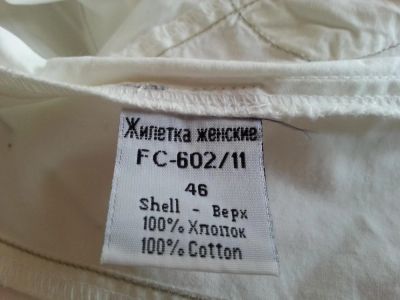 Жилетка женские
FC-602/11
46
Shell - Верх
100% Хлопок
100% Cotton